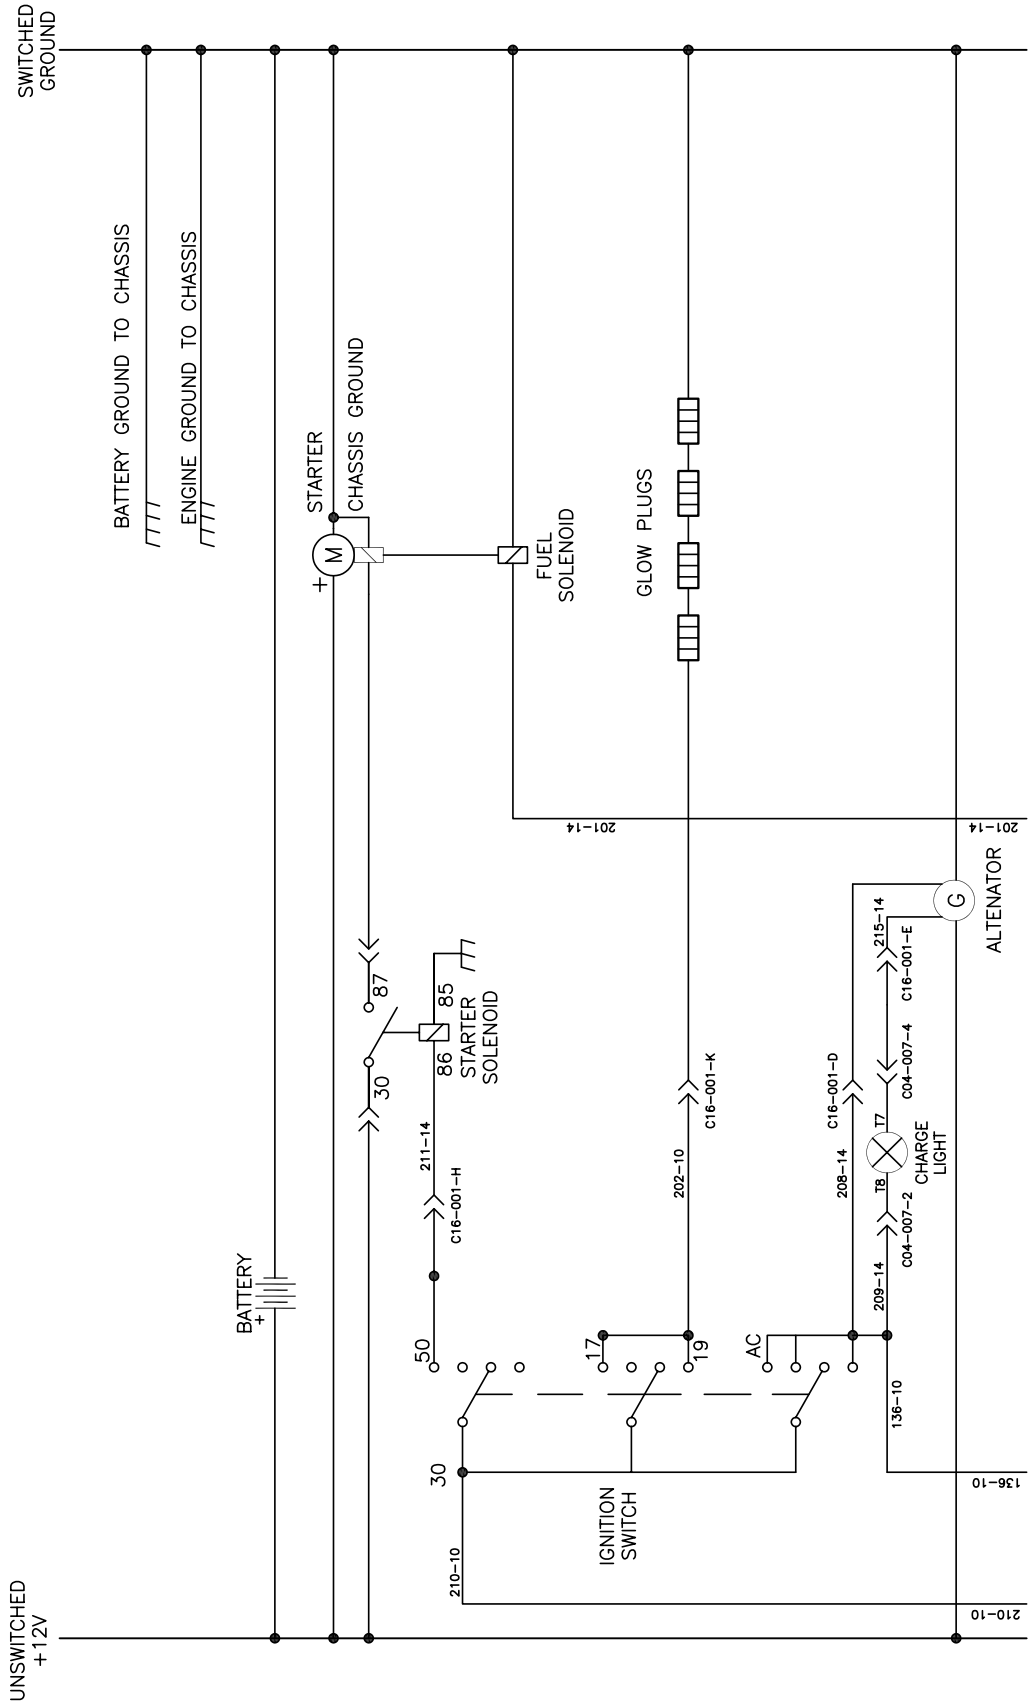 SWITCHED
GROUND
BATTERY GROUND TO CHASSIS
ENGINE GROUND TO CHASSIS
STARTER
CHASSIS GROUND
+
M
FUEL
SOLENOID
GLOW PLUGS
201-14
201-14
G
ALTENATOR
215-14
C16-001-E
C04-007-4
T7
CHARGE
LIGHT
T8
C04-007-2
209-14
C16-001-D
208-14
C16-001-K
202-10
87
30
85
86
STARTER
SOLENOID
211-14
C16-001-H
BATTERY
+
50
17
19
AC
30
IGNITION
SWITCH
136-10
136-10
210-10
210-10
UNSWITCHED
+12V